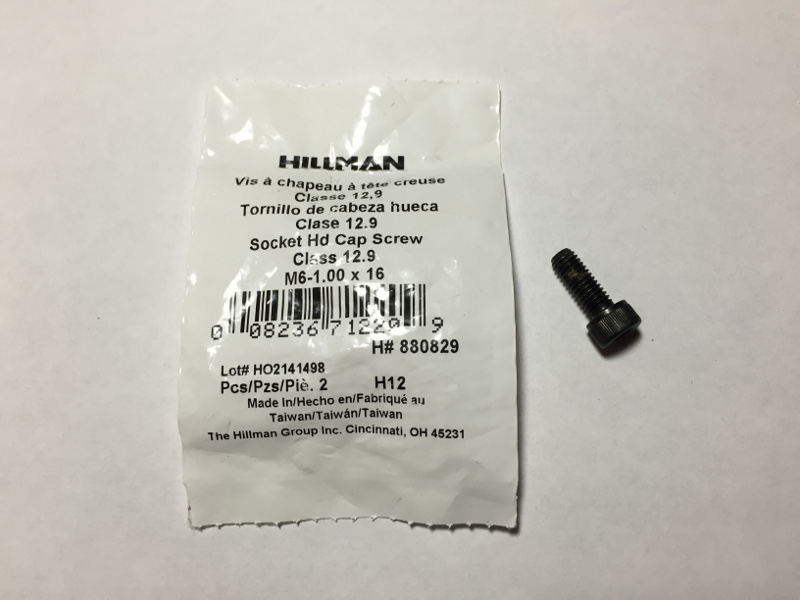 HILLMAN
Vis à chapeau à tête creuse
Classe 12,9
Tornillo de cabeza hueca
Clase 12.9
Socket Hd Cap Screw
Class 12.9
M6-1.00 x 16
0 08236 71220 9
H# 880829
Lot# HO2141498
Pcs/Pzs/Piè. 2 H12
Made In/Hecho en/Fabriqué au
Taiwan/Taiwán/Taiwan
The Hillman Group Inc. Cincinnati, OH 45231